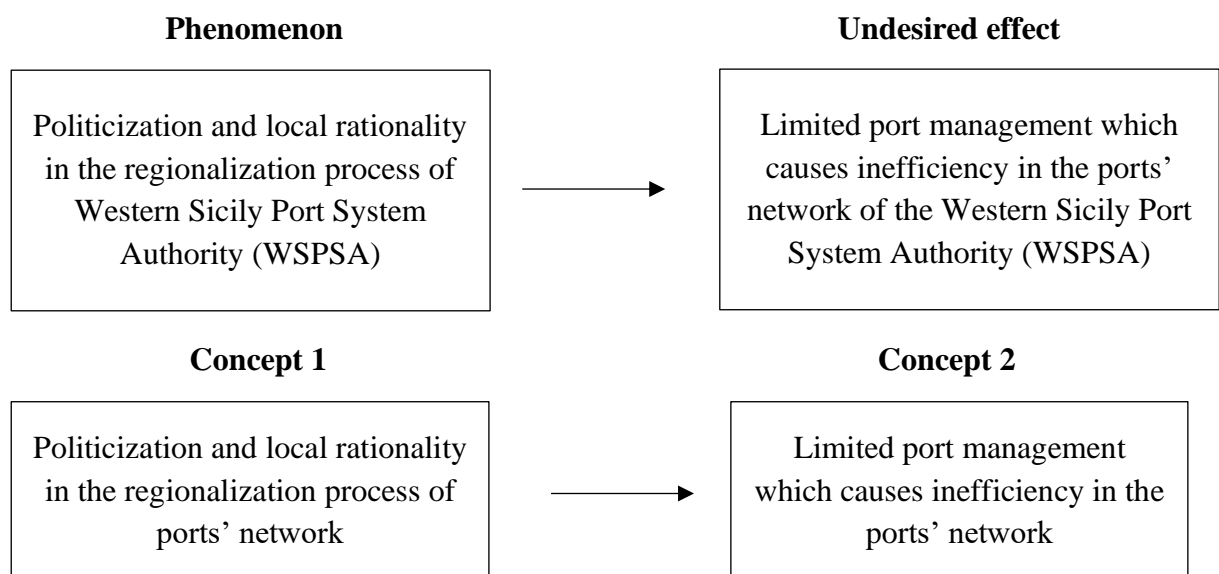 Phenomenon
Undesired effect
Politicization and local rationality
in the regionalization process of
Western Sicily Port System
Authority (WSPSA)
Limited port management which
causes inefficiency in the ports’
network of the Western Sicily Port
System Authority (WSPSA)
Concept 1
Concept 2
Politicization and local rationality
in the regionalization process of
ports’ network
Limited port management
which causes inefficiency in the
ports’ network